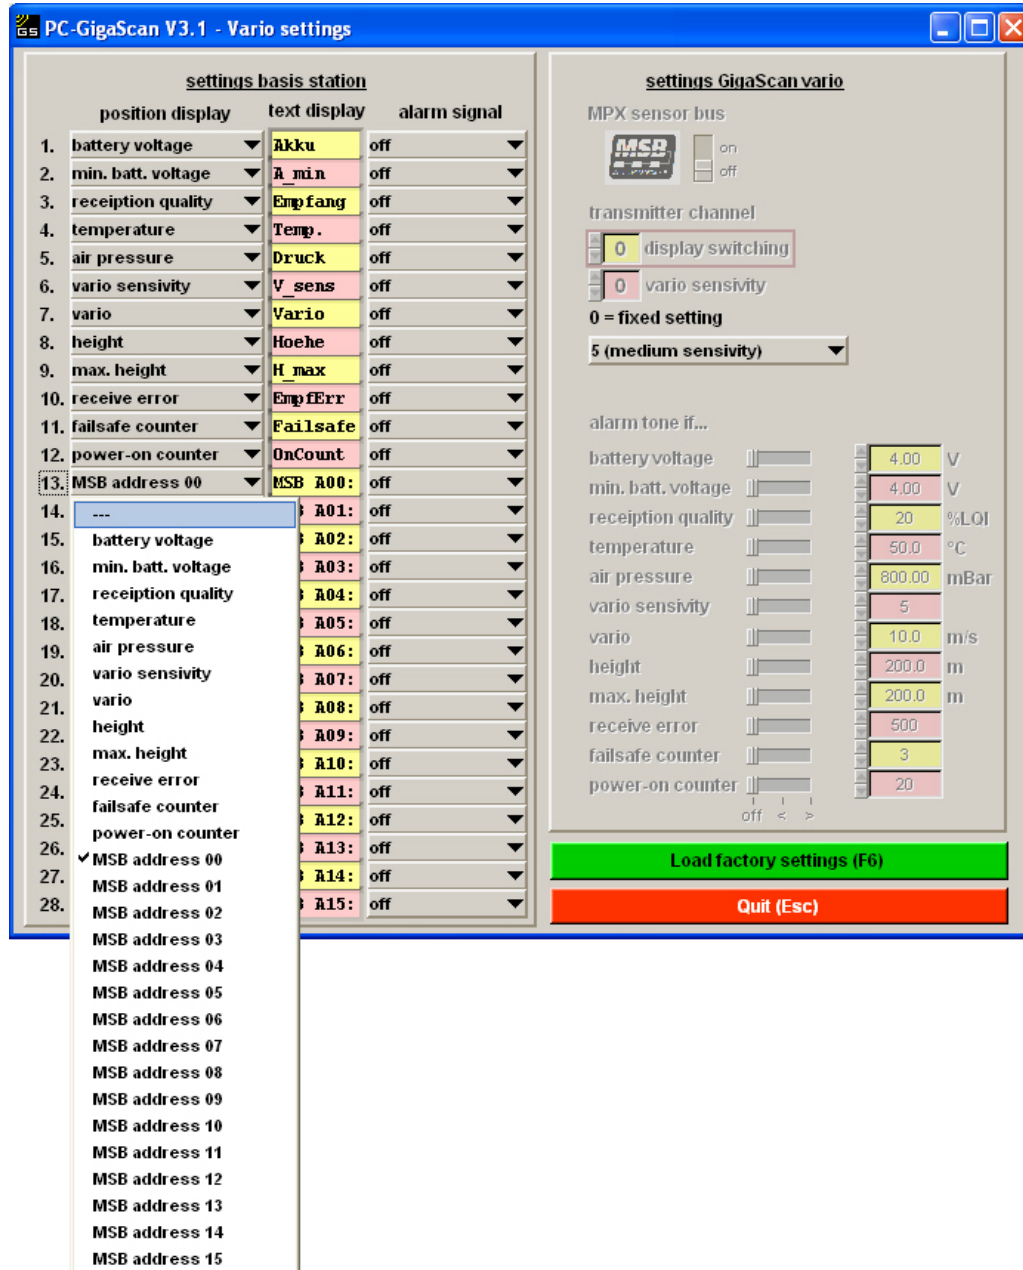 GS PC-GigaScan V3.1 - Vario settings
settings basis station
position display text display alarm signal
1. battery voltage Akku off
2. min. batt. voltage A_min off
3. receiption quality Empfang off
4. temperature Temp. off
5. air pressure Druck off
6. vario sensivity V_sens off
7. vario Vario off
8. height Hoehe off
9. max. height H_max off
10. receive error EmpfErr off
11. failsafe counter Failsafe off
12. power-on counter OnCount off
13. MSB address 00 MSB A00: off
14. A01: off
15. A02: off
16. A03: off
17. A04: off
18. A05: off
19. A06: off
20. A07: off
21. A08: off
22. A09: off
23. A10: off
24. A11: off
25. A12: off
26. A13: off
27. A14: off
28. A15: off
---
battery voltage
min. batt. voltage
receiption quality
temperature
air pressure
vario sensivity
vario
height
max. height
receive error
failsafe counter
power-on counter
MSB address 00
MSB address 01
MSB address 02
MSB address 03
MSB address 04
MSB address 05
MSB address 06
MSB address 07
MSB address 08
MSB address 09
MSB address 10
MSB address 11
MSB address 12
MSB address 13
MSB address 14
MSB address 15
settings GigaScan vario
MPX sensor bus
MSB on
off
transmitter channel
0 display switching
0 vario sensivity
0 = fixed setting
5 (medium sensivity)
alarm tone if...
battery voltage 4.00 V
min. batt. voltage 4.00 V
receiption quality 20 %LQI
temperature 50.0 °C
air pressure 800.00 mBar
vario sensivity 5
vario 10.0 m/s
height 200.0 m
max. height 200.0 m
receive error 500
failsafe counter 3
power-on counter 20
off < >
Load factory settings (F6)
Quit (Esc)